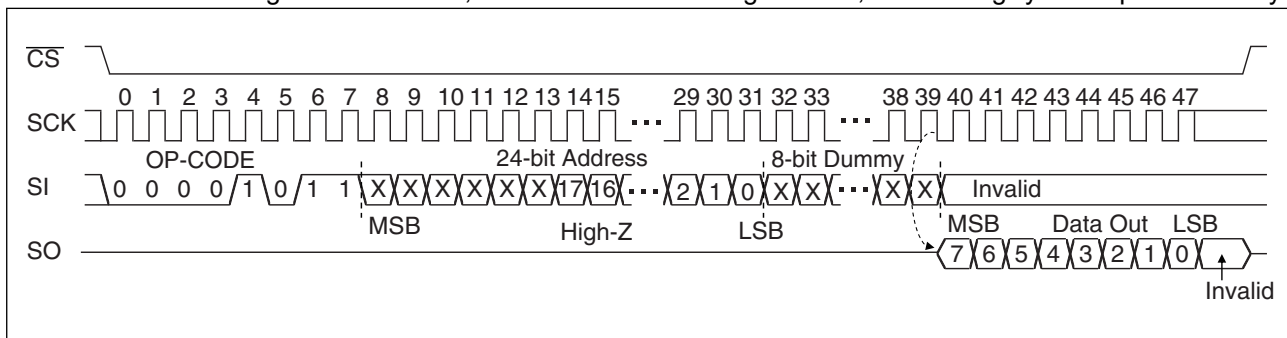 CS
0 1 2 3 4 5 6 7 8 9 10 11 12 13 14 15 29 30 31 32 33 38 39 40 41 42 43 44 45 46 47
SCK
OP-CODE 24-bit Address 8-bit Dummy
SI 0 0 0 0 1 0 1 1 X X X X X X 17 16 2 1 0 X X X X Invalid
MSB High-Z LSB MSB Data Out LSB
SO 7 6 5 4 3 2 1 0
Invalid